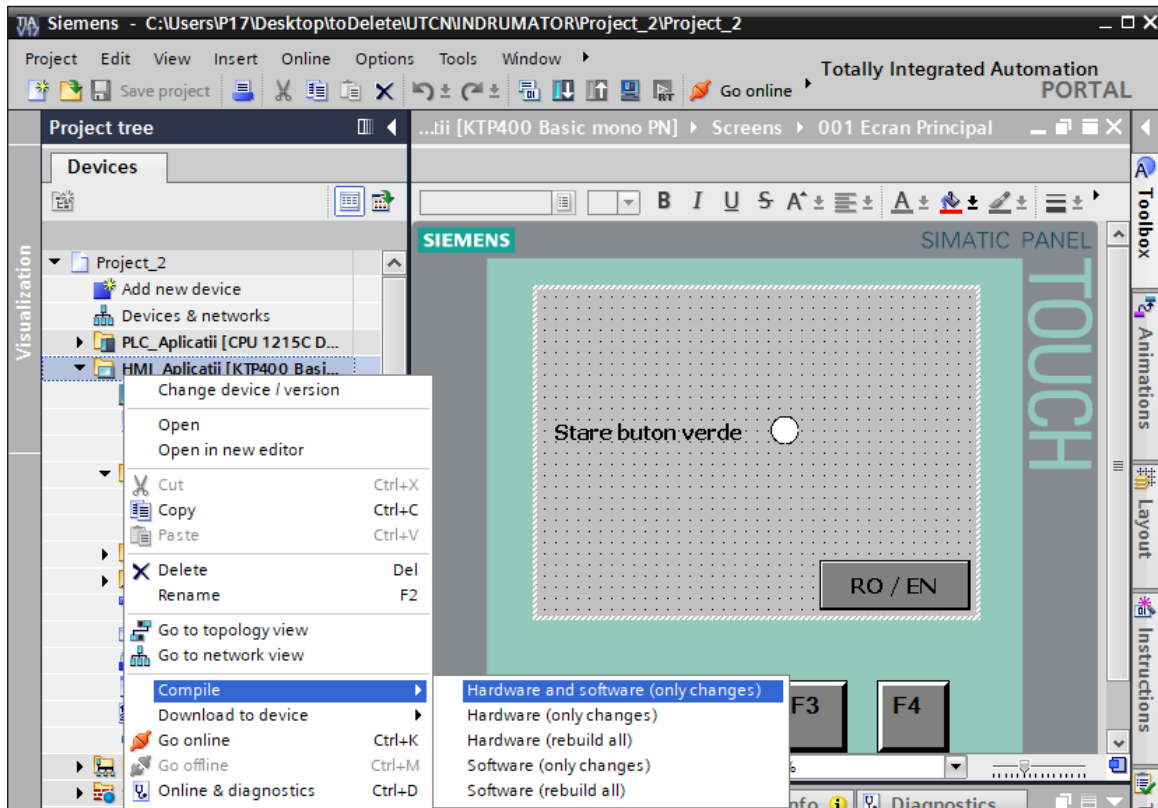 Siemens - C:\Users\P17\Desktop\toDelete\UTCN\INDRUMATOR\Project_2\Project_2
Project Edit View Insert Online Options Tools Window
Totally Integrated Automation
PORTAL
Save project
Go online
Project tree
...tii [KTP400 Basic mono PN] Screens 001 Ecran Principal
Devices
B I U S A A
SIEMENS
SIMATIC PANEL
TOUCH
Visualization
Project_2
Add new device
Devices & networks
PLC_Aplicatii [CPU 1215C D...
HMI_Aplicatii [KTP400 Basi...
Change device / version
Open
Open in new editor
Cut Ctrl+X
Copy Ctrl+C
Paste Ctrl+V
Delete Del
Rename F2
Go to topology view
Go to network view
Compile
Download to device
Go online Ctrl+K
Go offline Ctrl+M
Online & diagnostics Ctrl+D
Hardware and software (only changes)
Hardware (only changes)
Hardware (rebuild all)
Software (only changes)
Software (rebuild all)
Stare buton verde
RO / EN
F3
F4
Diagnostics
Toolbox
Animations
Layout
Instructions